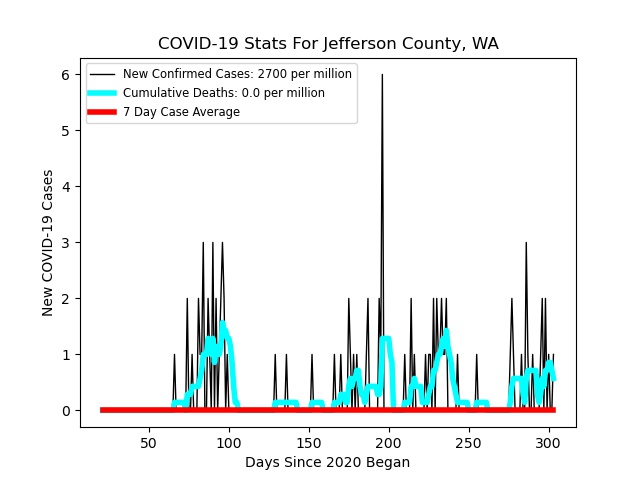 COVID-19 Stats For Jefferson County, WA
New Confirmed Cases: 2700 per million
Cumulative Deaths: 0.0 per million
7 Day Case Average
New COVID-19 Cases
6
5
4
3
2
1
0
50 100 150 200 250 300
Days Since 2020 Began